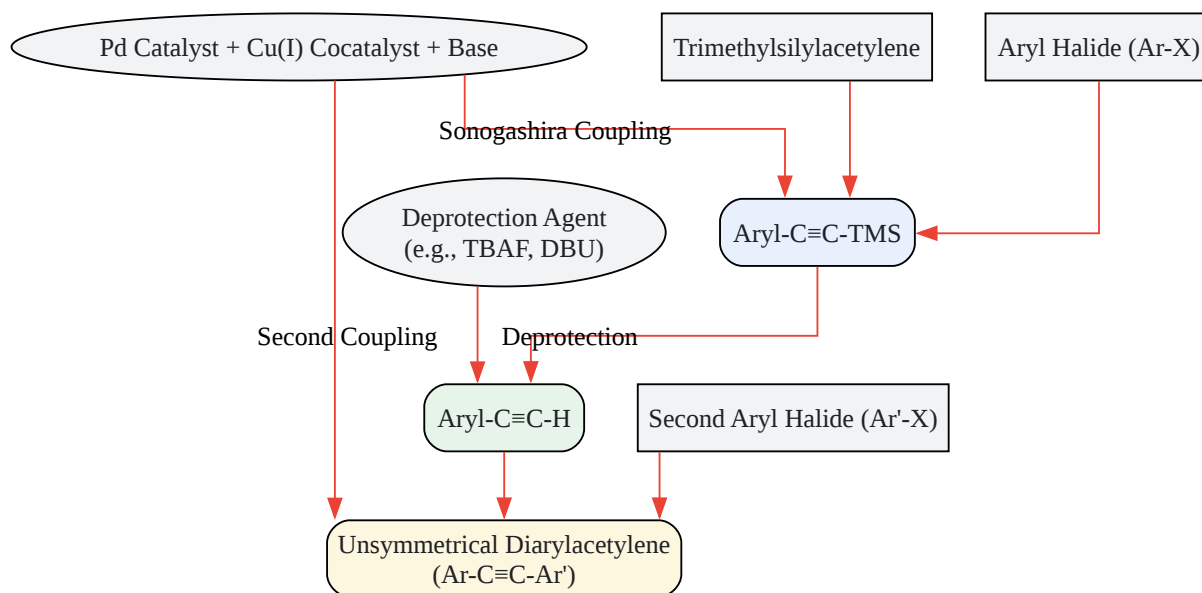 Pd Catalyst + Cu(I) Cocatalyst + Base
Trimethylsilylacetylene
Aryl Halide (Ar-X)
Sonogashira Coupling
Deprotection Agent
(e.g., TBAF, DBU)
Aryl-C≡C-TMS
Second Coupling
Deprotection
Aryl-C≡C-H
Second Aryl Halide (Ar'-X)
Unsymmetrical Diarylacetylene
(Ar-C≡C-Ar')